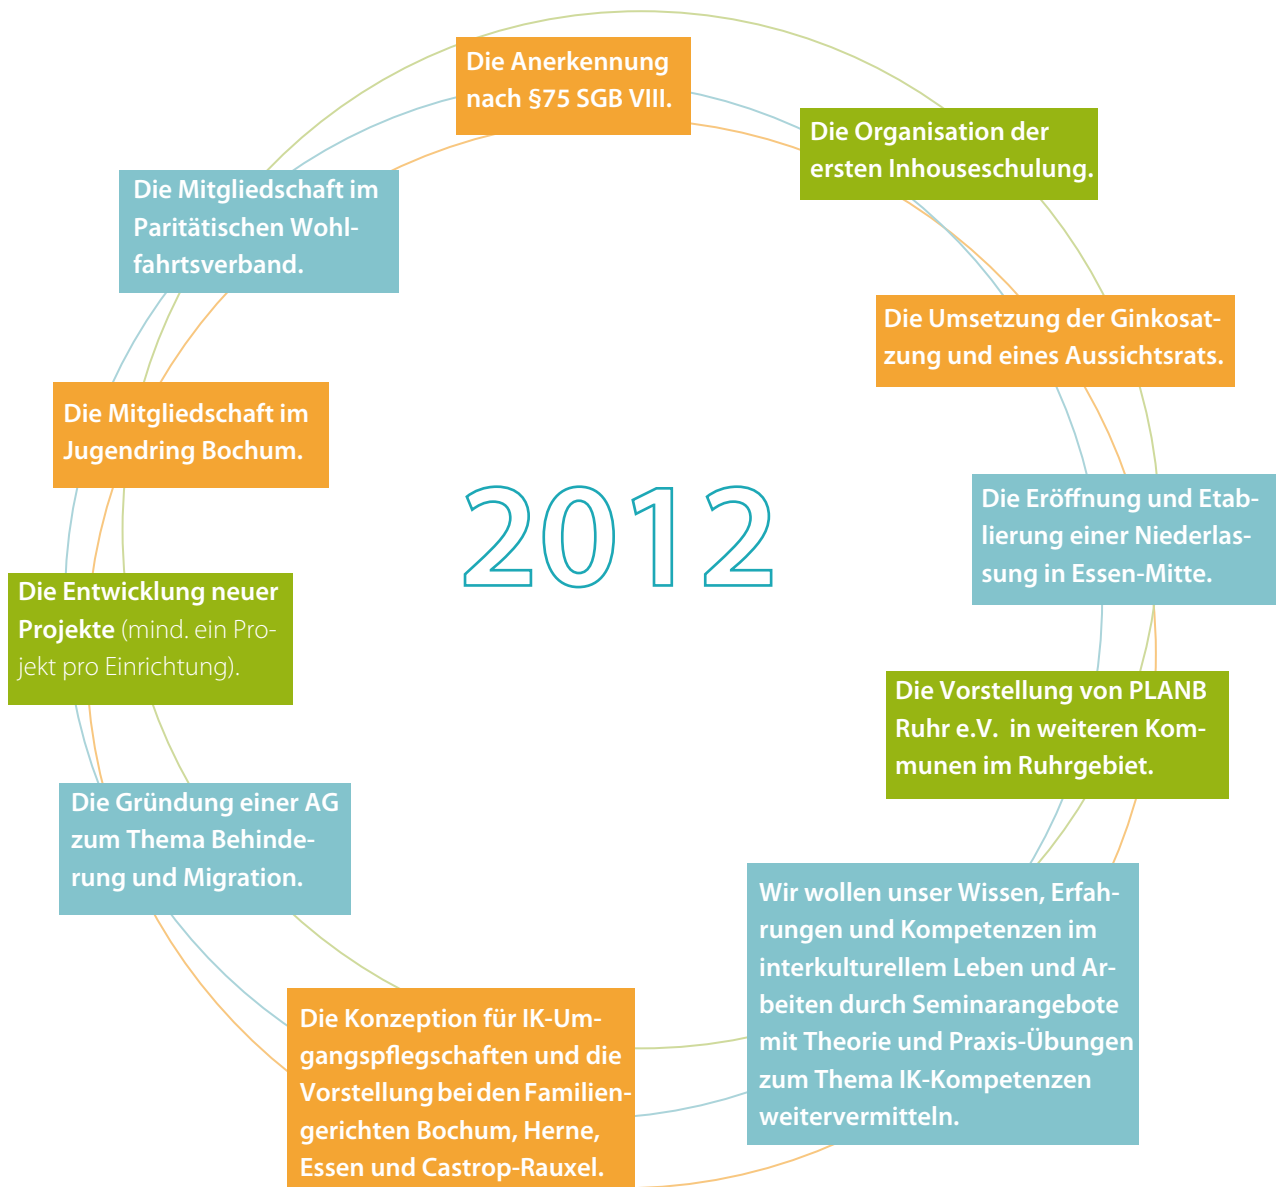 Die Anerkennung
nach §75 SGB VIII.
Die Organisation der
ersten Inhouseschulung.
Die Umsetzung der Ginkosat-
zung und eines Aussichtsrats.
Die Eröffnung und Etab-
lierung einer Niederlas-
sung in Essen-Mitte.
Die Vorstellung von PLANB
Ruhr e.V. in weiteren Kom-
munen im Ruhrgebiet.
Wir wollen unser Wissen, Erfah-
rungen und Kompetenzen im
interkulturellem Leben und Ar-
beiten durch Seminarangebote
mit Theorie und Praxis-Übungen
zum Thema IK-Kompetenzen
weitervermitteln.
Die Konzeption für IK-Um-
gangspflegschaften und die
Vorstellung bei den Familien-
gerichten Bochum, Herne,
Essen und Castrop-Rauxel.
Die Gründung einer AG
zum Thema Behinde-
rung und Migration.
Die Entwicklung neuer
Projekte (mind. ein Pro-
jekt pro Einrichtung).
Die Mitgliedschaft im
Jugendring Bochum.
Die Mitgliedschaft im
Paritätischen Wohl-
fahrtsverband.
2012